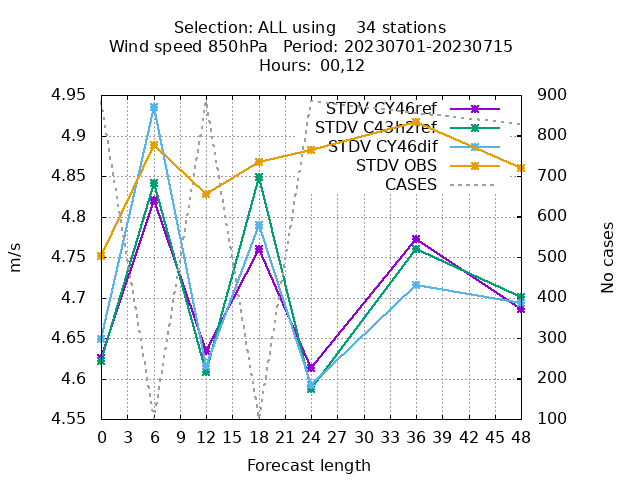 Selection: ALL using    34 stations
Wind speed 850hPa   Period: 20230701-20230715
Hours:  00,12
4.95
4.9
4.85
4.8
4.75
4.7
4.65
4.6
4.55
m/s
STDV CY46ref
STDV C43h2ref
STDV CY46dif
STDV OBS
CASES
900
800
700
600
500
400
300
200
100
No cases
0 3 6 9 12 15 18 21 24 27 30 33 36 39 42 45 48
Forecast length